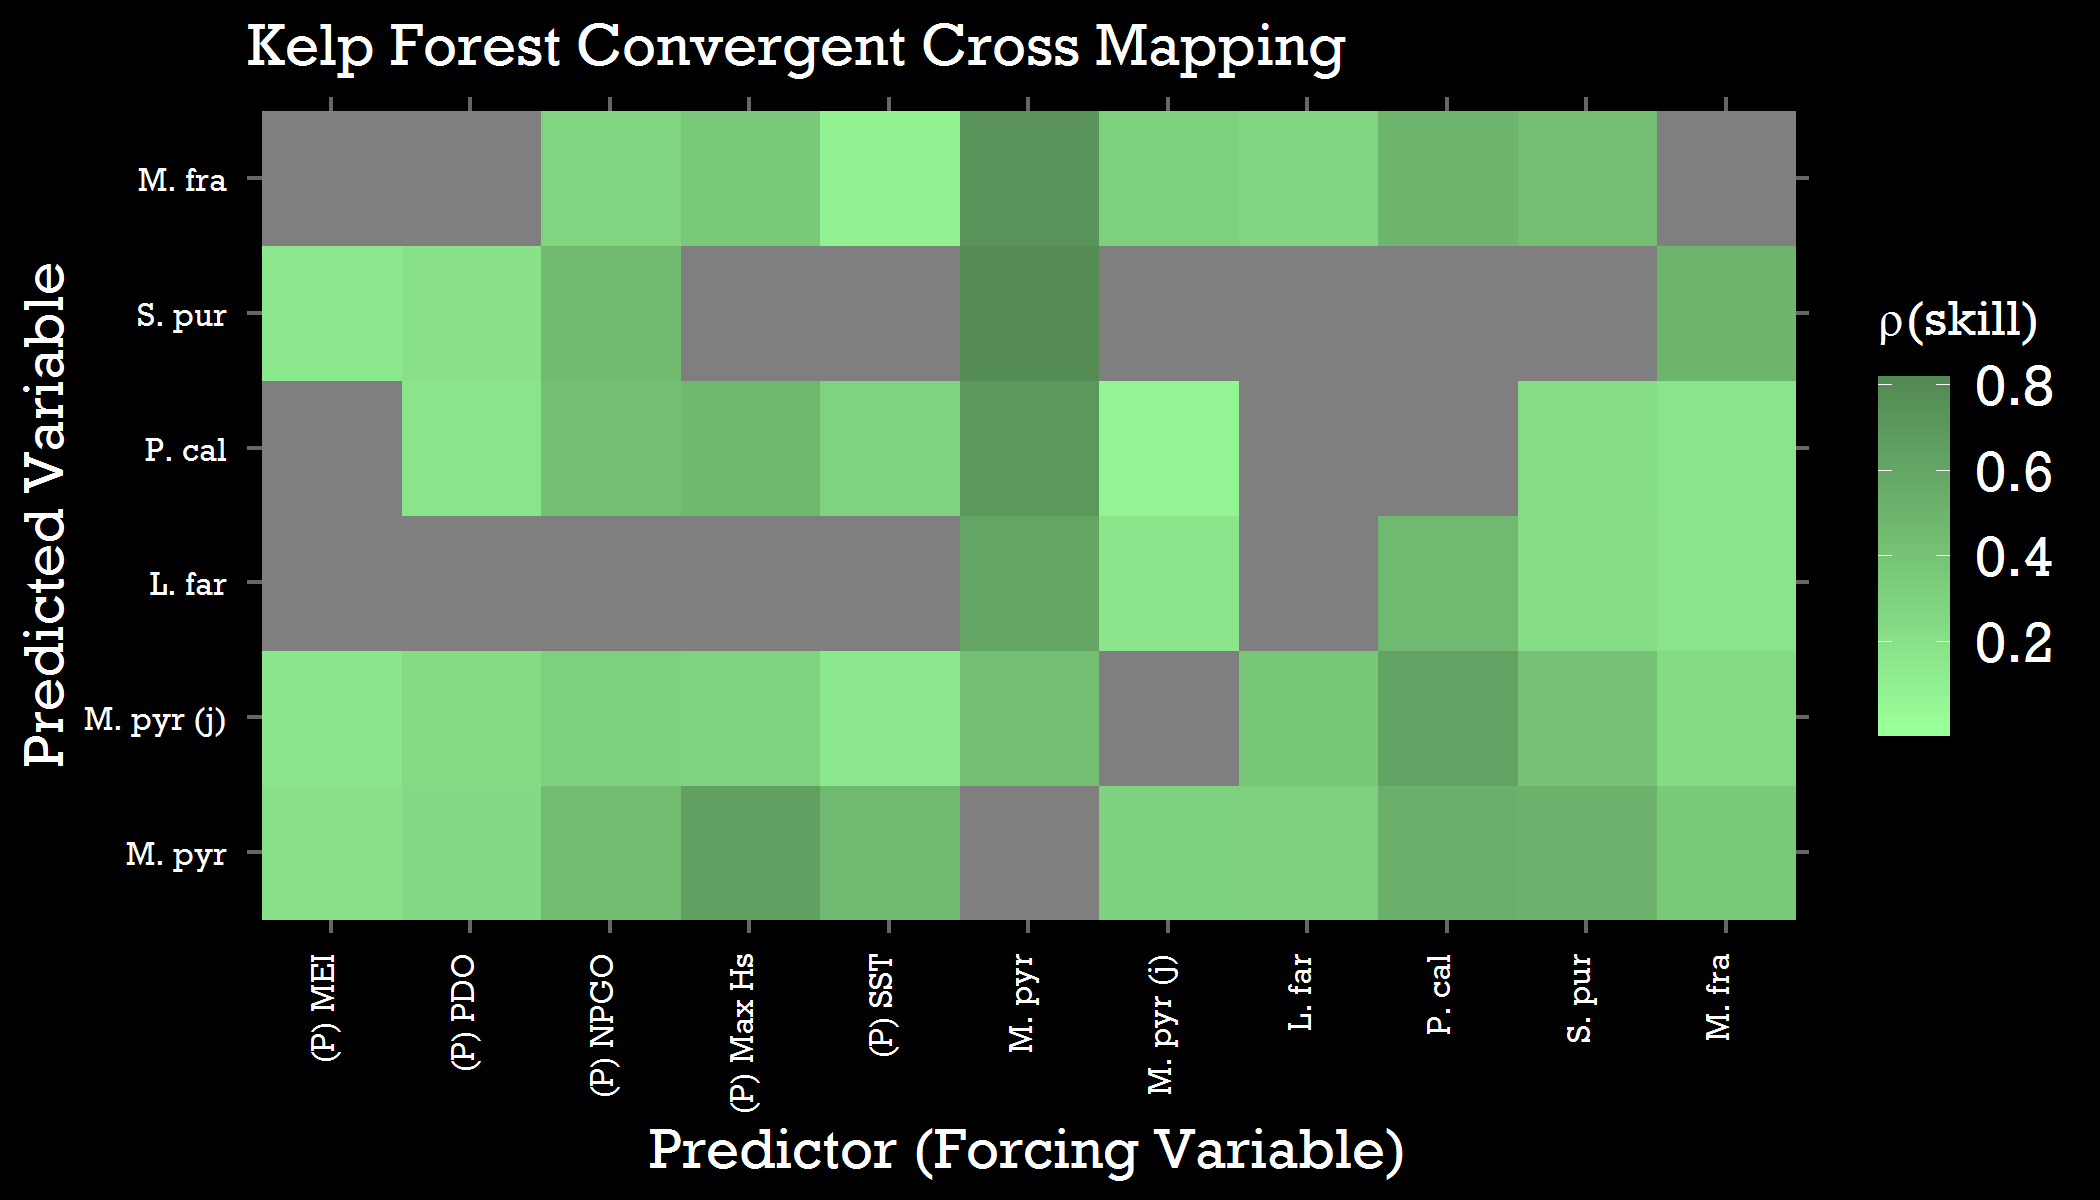 Kelp Forest Convergent Cross Mapping
Predicted Variable
M. fra
S. pur
P. cal
L. far
M. pyr (j)
M. pyr
(P) MEI
(P) PDO
(P) NPGO
(P) Max Hs
(P) SST
M. pyr
M. pyr (j)
L. far
P. cal
S. pur
M. fra
Predictor (Forcing Variable)
ρ(skill)
0.8
0.6
0.4
0.2